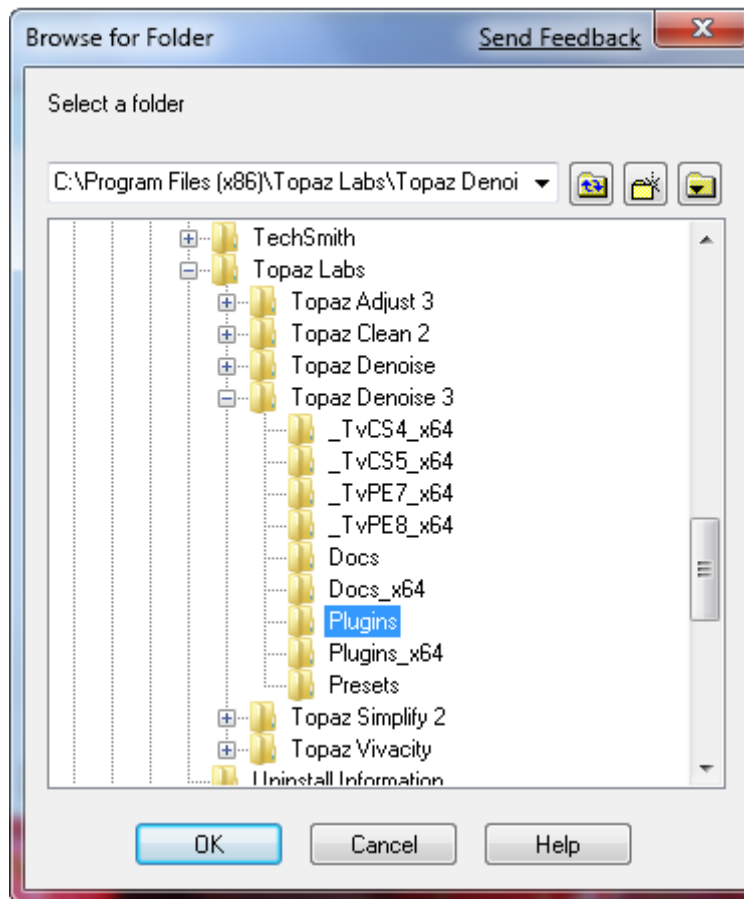 Browse for Folder Send Feedback
Select a folder
C:\Program Files (x86)\Topaz Labs\Topaz Denoi
TechSmith
Topaz Labs
Topaz Adjust 3
Topaz Clean 2
Topaz Denoise
Topaz Denoise 3
_TvCS4_x64
_TvCS5_x64
_TvPE7_x64
_TvPE8_x64
Docs
Docs_x64
Plugins
Plugins_x64
Presets
Topaz Simplify 2
Topaz Vivacity
Uninstall Information
OK Cancel Help